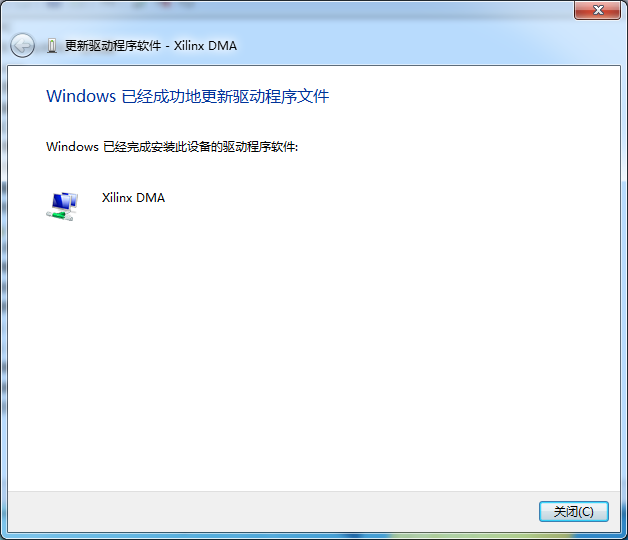 更新驱动程序软件 - Xilinx DMA
Windows 已经成功地更新驱动程序文件
Windows 已经完成安装此设备的驱动程序软件:
Xilinx DMA
关闭(C)